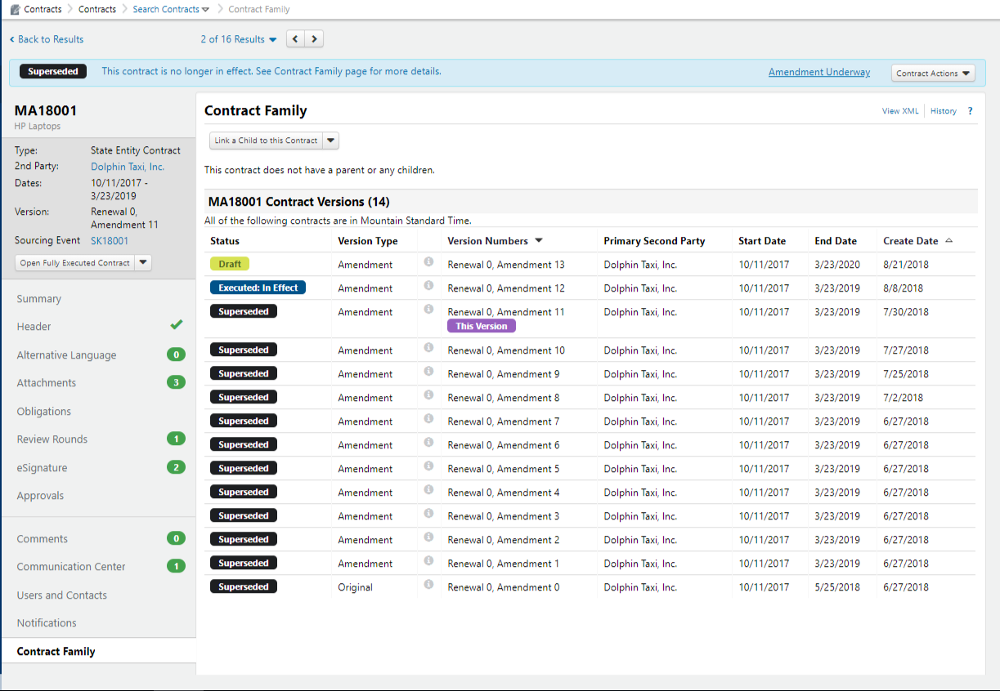 Contracts Contracts Search Contracts Contract Family
Back to Results 2 of 16 Results
Superseded This contract is no longer in effect. See Contract Family page for more details. Amendment Underway Contract Actions
MA18001
HP Laptops
Type: State Entity Contract
2nd Party: Dolphin Taxi, Inc.
Dates: 10/11/2017 -
3/23/2019
Version: Renewal 0,
Amendment 11
Sourcing Event SK18001
Open Fully Executed Contract
Summary
Header
Alternative Language 0
Attachments 3
Obligations
Review Rounds 1
eSignature 2
Approvals
Comments 0
Communication Center 1
Users and Contacts
Notifications
Contract Family
Contract Family View XML History ?
Link a Child to this Contract
This contract does not have a parent or any children.
MA18001 Contract Versions (14)
All of the following contracts are in Mountain Standard Time.
Status Version Type Version Numbers Primary Second Party Start Date End Date Create Date
Draft Amendment Renewal 0, Amendment 13 Dolphin Taxi, Inc. 10/11/2017 3/23/2020 8/21/2018
Executed: In Effect Amendment Renewal 0, Amendment 12 Dolphin Taxi, Inc. 10/11/2017 3/23/2019 8/8/2018
Superseded Amendment Renewal 0, Amendment 11 Dolphin Taxi, Inc. 10/11/2017 3/23/2019 7/30/2018
This Version
Superseded Amendment Renewal 0, Amendment 10 Dolphin Taxi, Inc. 10/11/2017 3/23/2019 7/27/2018
Superseded Amendment Renewal 0, Amendment 9 Dolphin Taxi, Inc. 10/11/2017 3/23/2019 7/25/2018
Superseded Amendment Renewal 0, Amendment 8 Dolphin Taxi, Inc. 10/11/2017 3/23/2019 7/2/2018
Superseded Amendment Renewal 0, Amendment 7 Dolphin Taxi, Inc. 10/11/2017 3/23/2019 6/27/2018
Superseded Amendment Renewal 0, Amendment 6 Dolphin Taxi, Inc. 10/11/2017 3/23/2019 6/27/2018
Superseded Amendment Renewal 0, Amendment 5 Dolphin Taxi, Inc. 10/11/2017 3/23/2019 6/27/2018
Superseded Amendment Renewal 0, Amendment 4 Dolphin Taxi, Inc. 10/11/2017 3/23/2019 6/27/2018
Superseded Amendment Renewal 0, Amendment 3 Dolphin Taxi, Inc. 10/11/2017 3/23/2019 6/27/2018
Superseded Amendment Renewal 0, Amendment 2 Dolphin Taxi, Inc. 10/11/2017 3/23/2019 6/27/2018
Superseded Amendment Renewal 0, Amendment 1 Dolphin Taxi, Inc. 10/11/2017 3/23/2019 6/27/2018
Superseded Original Renewal 0, Amendment 0 Dolphin Taxi, Inc. 10/11/2017 5/25/2018 6/27/2018